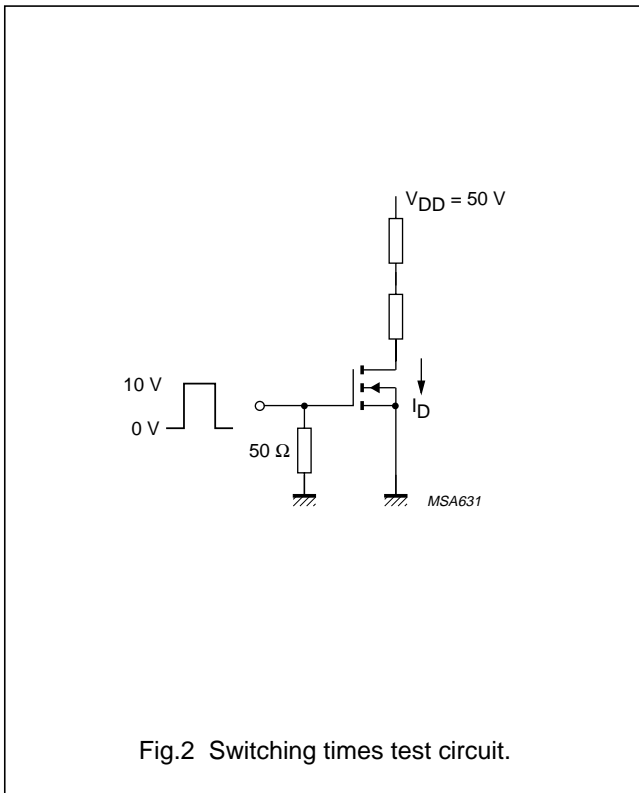 VDD = 50 V
10 V
0 V
50 Ω
ID
MSA631
Fig.2 Switching times test circuit.